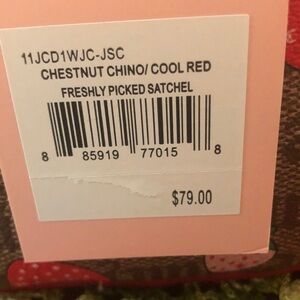 11JCD1WJC-JSC
CHESTNUT CHINO/ COOL RED
FRESHLY PICKED SATCHEL
8 85919 77015 8
$79.00